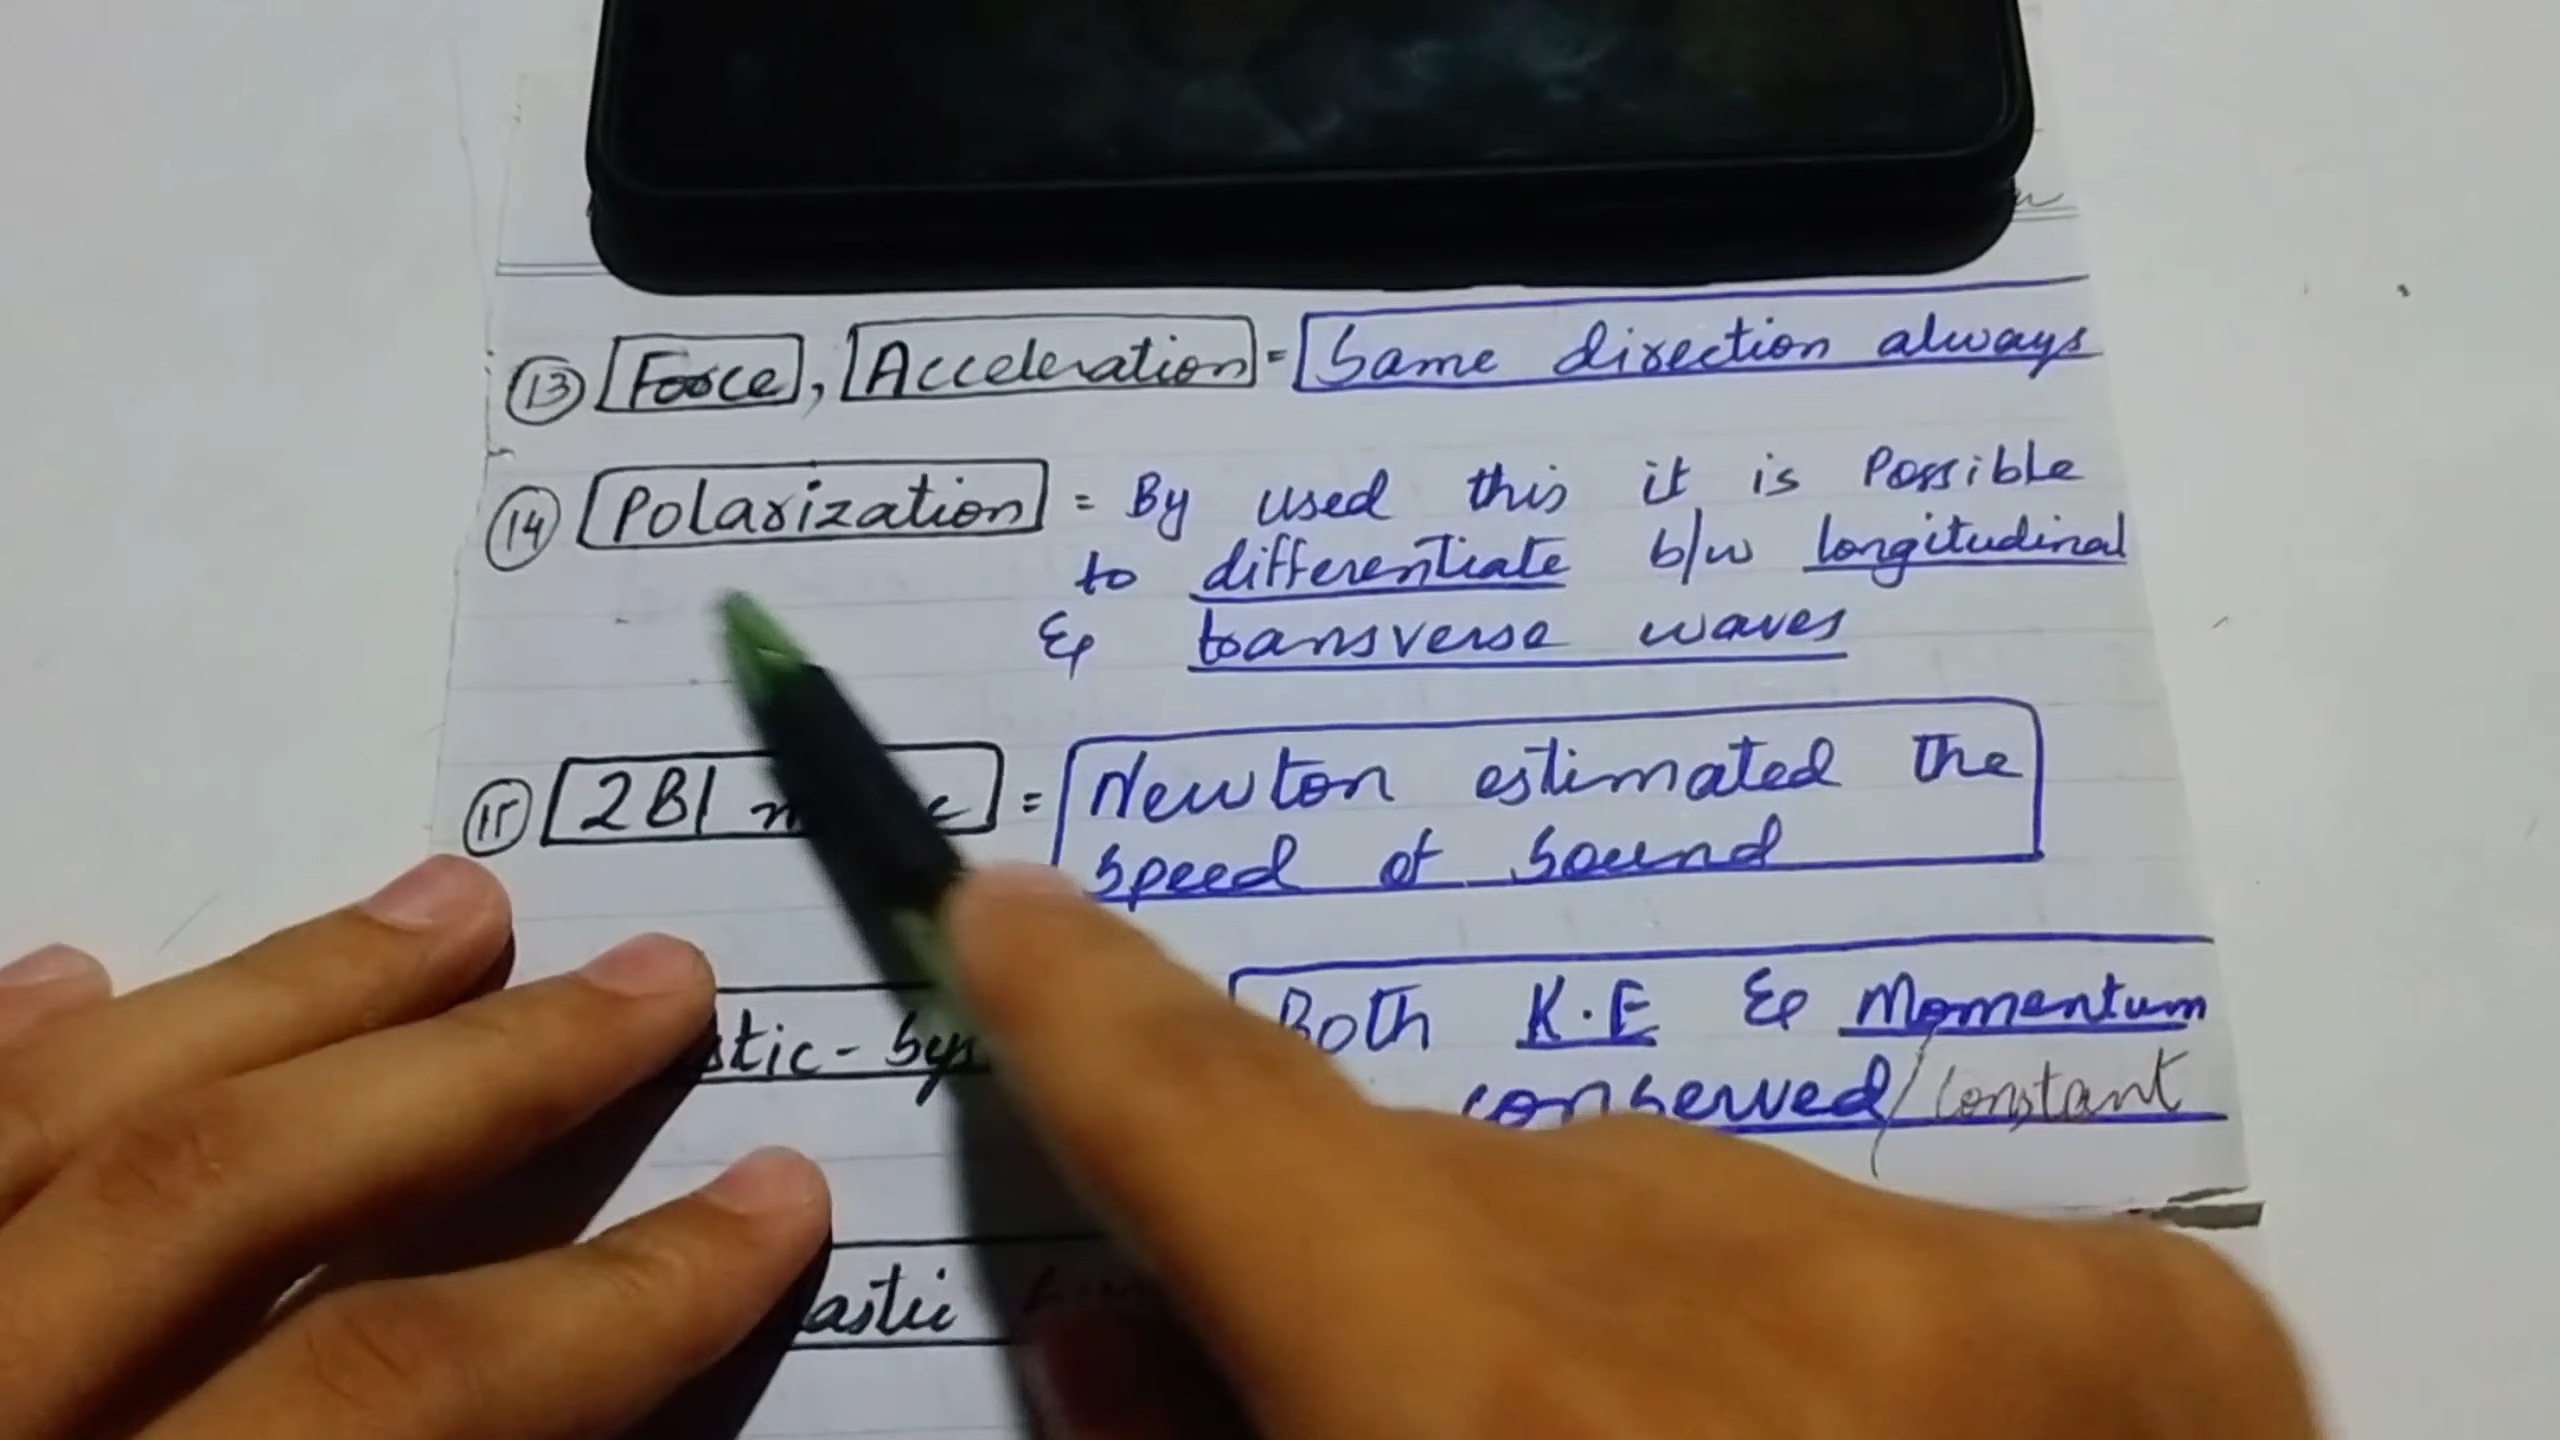 13 Force, Acceleration = Same direction always
14 Polarization = By used this it is Possible
to differentiate b/w longitudinal
& transverse waves
15 281 = Newton estimated the
speed of sound
Both K.E & Momentum
conserved/constant